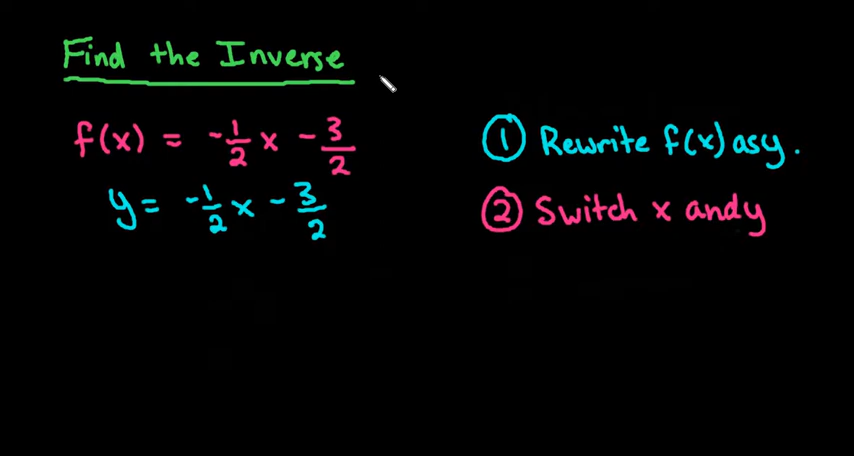 Find the Inverse
f(x) = -1/2 x - 3/2
y = -1/2 x - 3/2
① Rewrite f(x) as y.
② Switch x and y